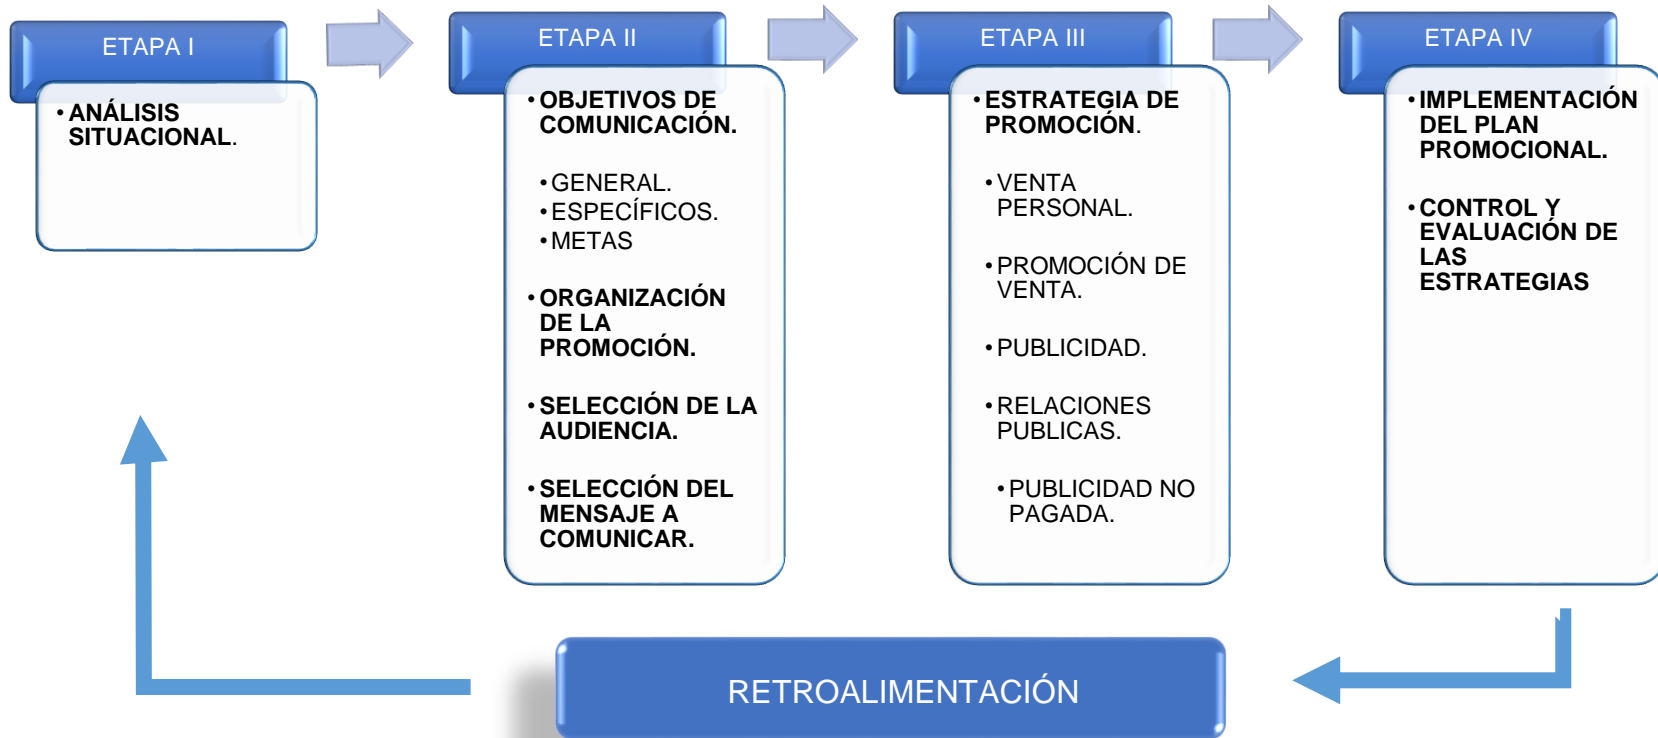 ETAPA I
• ANÁLISIS
SITUACIONAL.
ETAPA II
• OBJETIVOS DE
COMUNICACIÓN.
• GENERAL.
• ESPECÍFICOS.
• METAS
• ORGANIZACIÓN
DE LA
PROMOCIÓN.
• SELECCIÓN DE LA
AUDIENCIA.
• SELECCIÓN DEL
MENSAJE A
COMUNICAR.
ETAPA III
• ESTRATEGIA DE
PROMOCIÓN.
• VENTA
PERSONAL.
• PROMOCIÓN DE
VENTA.
• PUBLICIDAD.
• RELACIONES
PUBLICAS.
• PUBLICIDAD NO
PAGADA.
ETAPA IV
• IMPLEMENTACIÓN
DEL PLAN
PROMOCIONAL.
• CONTROL Y
EVALUACIÓN DE
LAS
ESTRATEGIAS
RETROALIMENTACIÓN